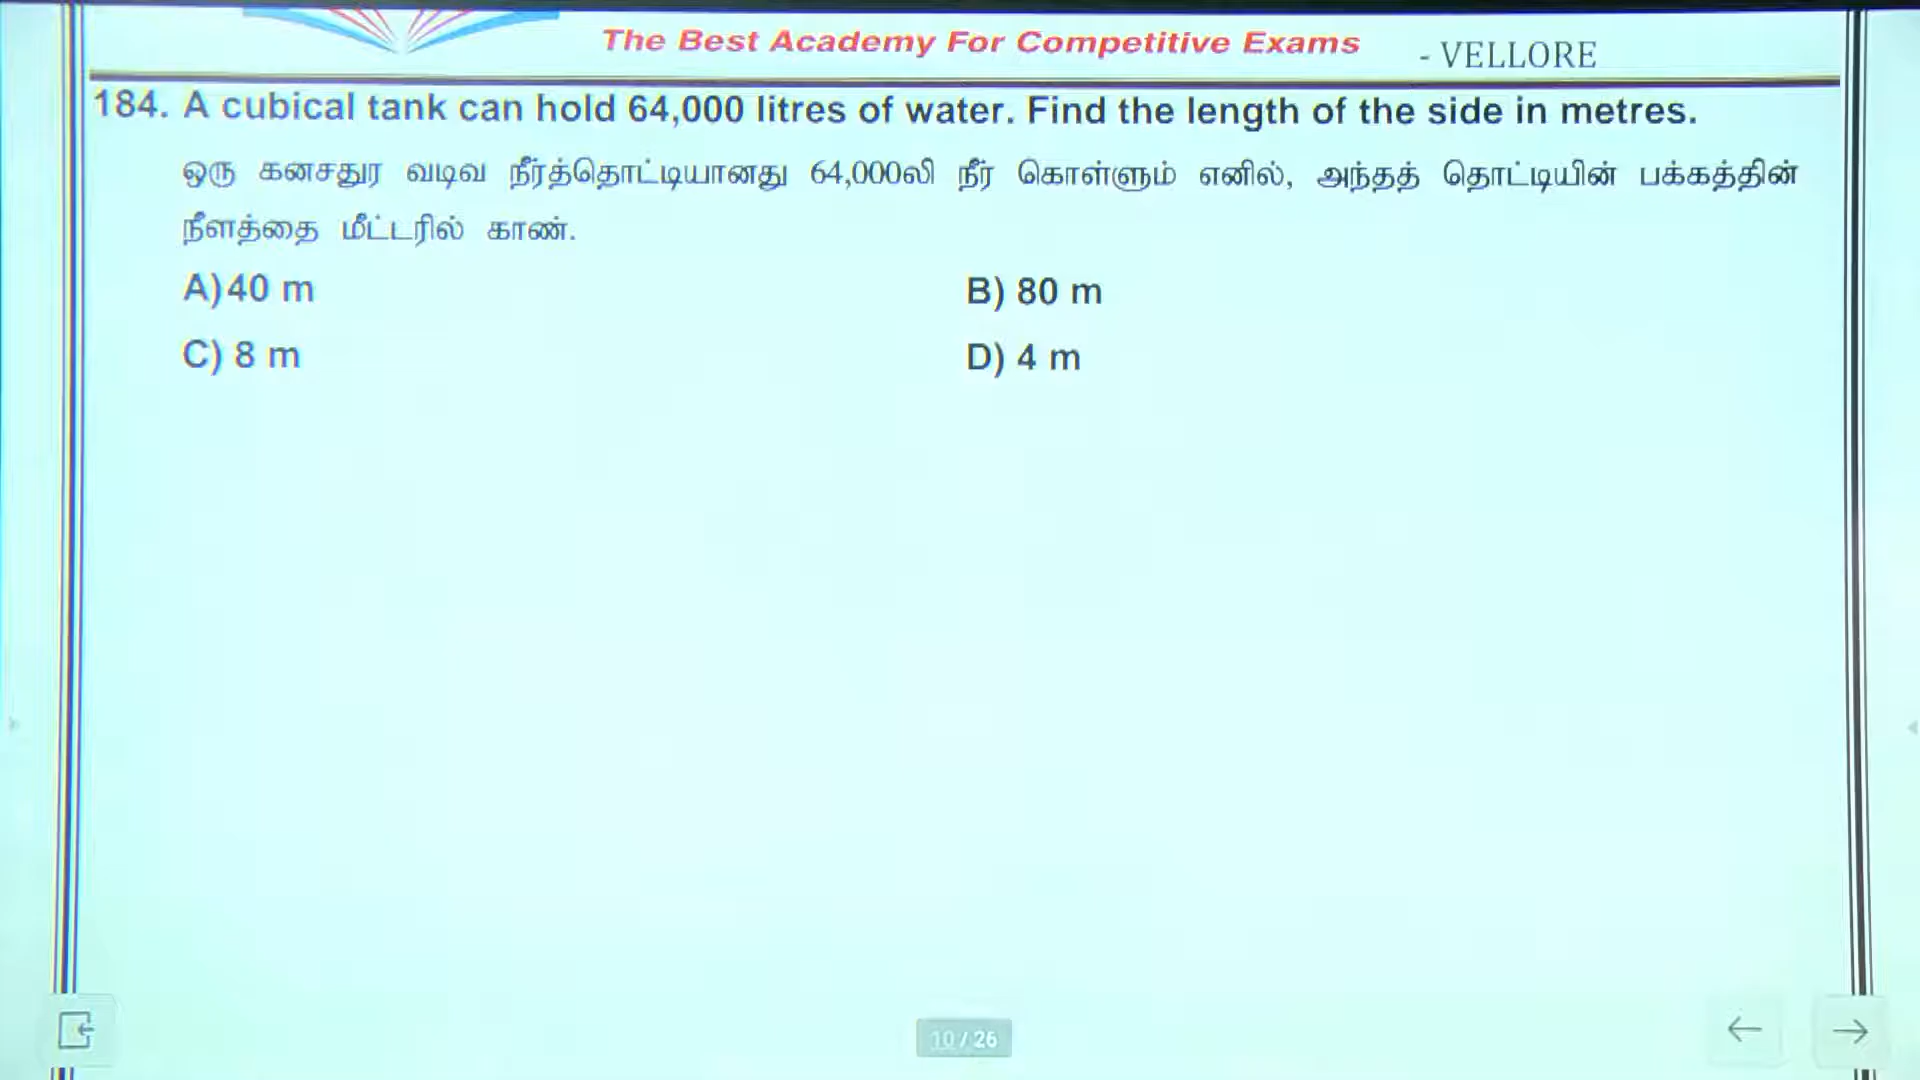 The Best Academy For Competitive Exams
- VELLORE
184. A cubical tank can hold 64,000 litres of water. Find the length of the side in metres.
ஒரு கனசதுர வடிவ நீர்த்தொட்டியானது 64,000லி நீர் கொள்ளும் எனில், அந்தத் தொட்டியின் பக்கத்தின்
நீளத்தை மீட்டரில் காண்.
A) 40 m
B) 80 m
C) 8 m
D) 4 m
10 / 26